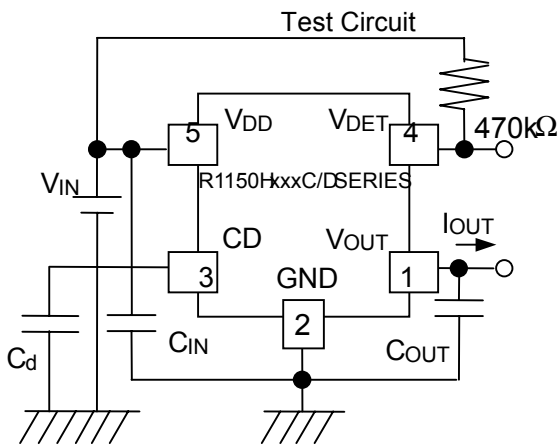 Test Circuit
5 VDD VDET 4
470kΩ
R1150HxxxC/DSERIES
VIN
IOUT
CD VOUT
3 GND 1
2
Cd CIN COUT